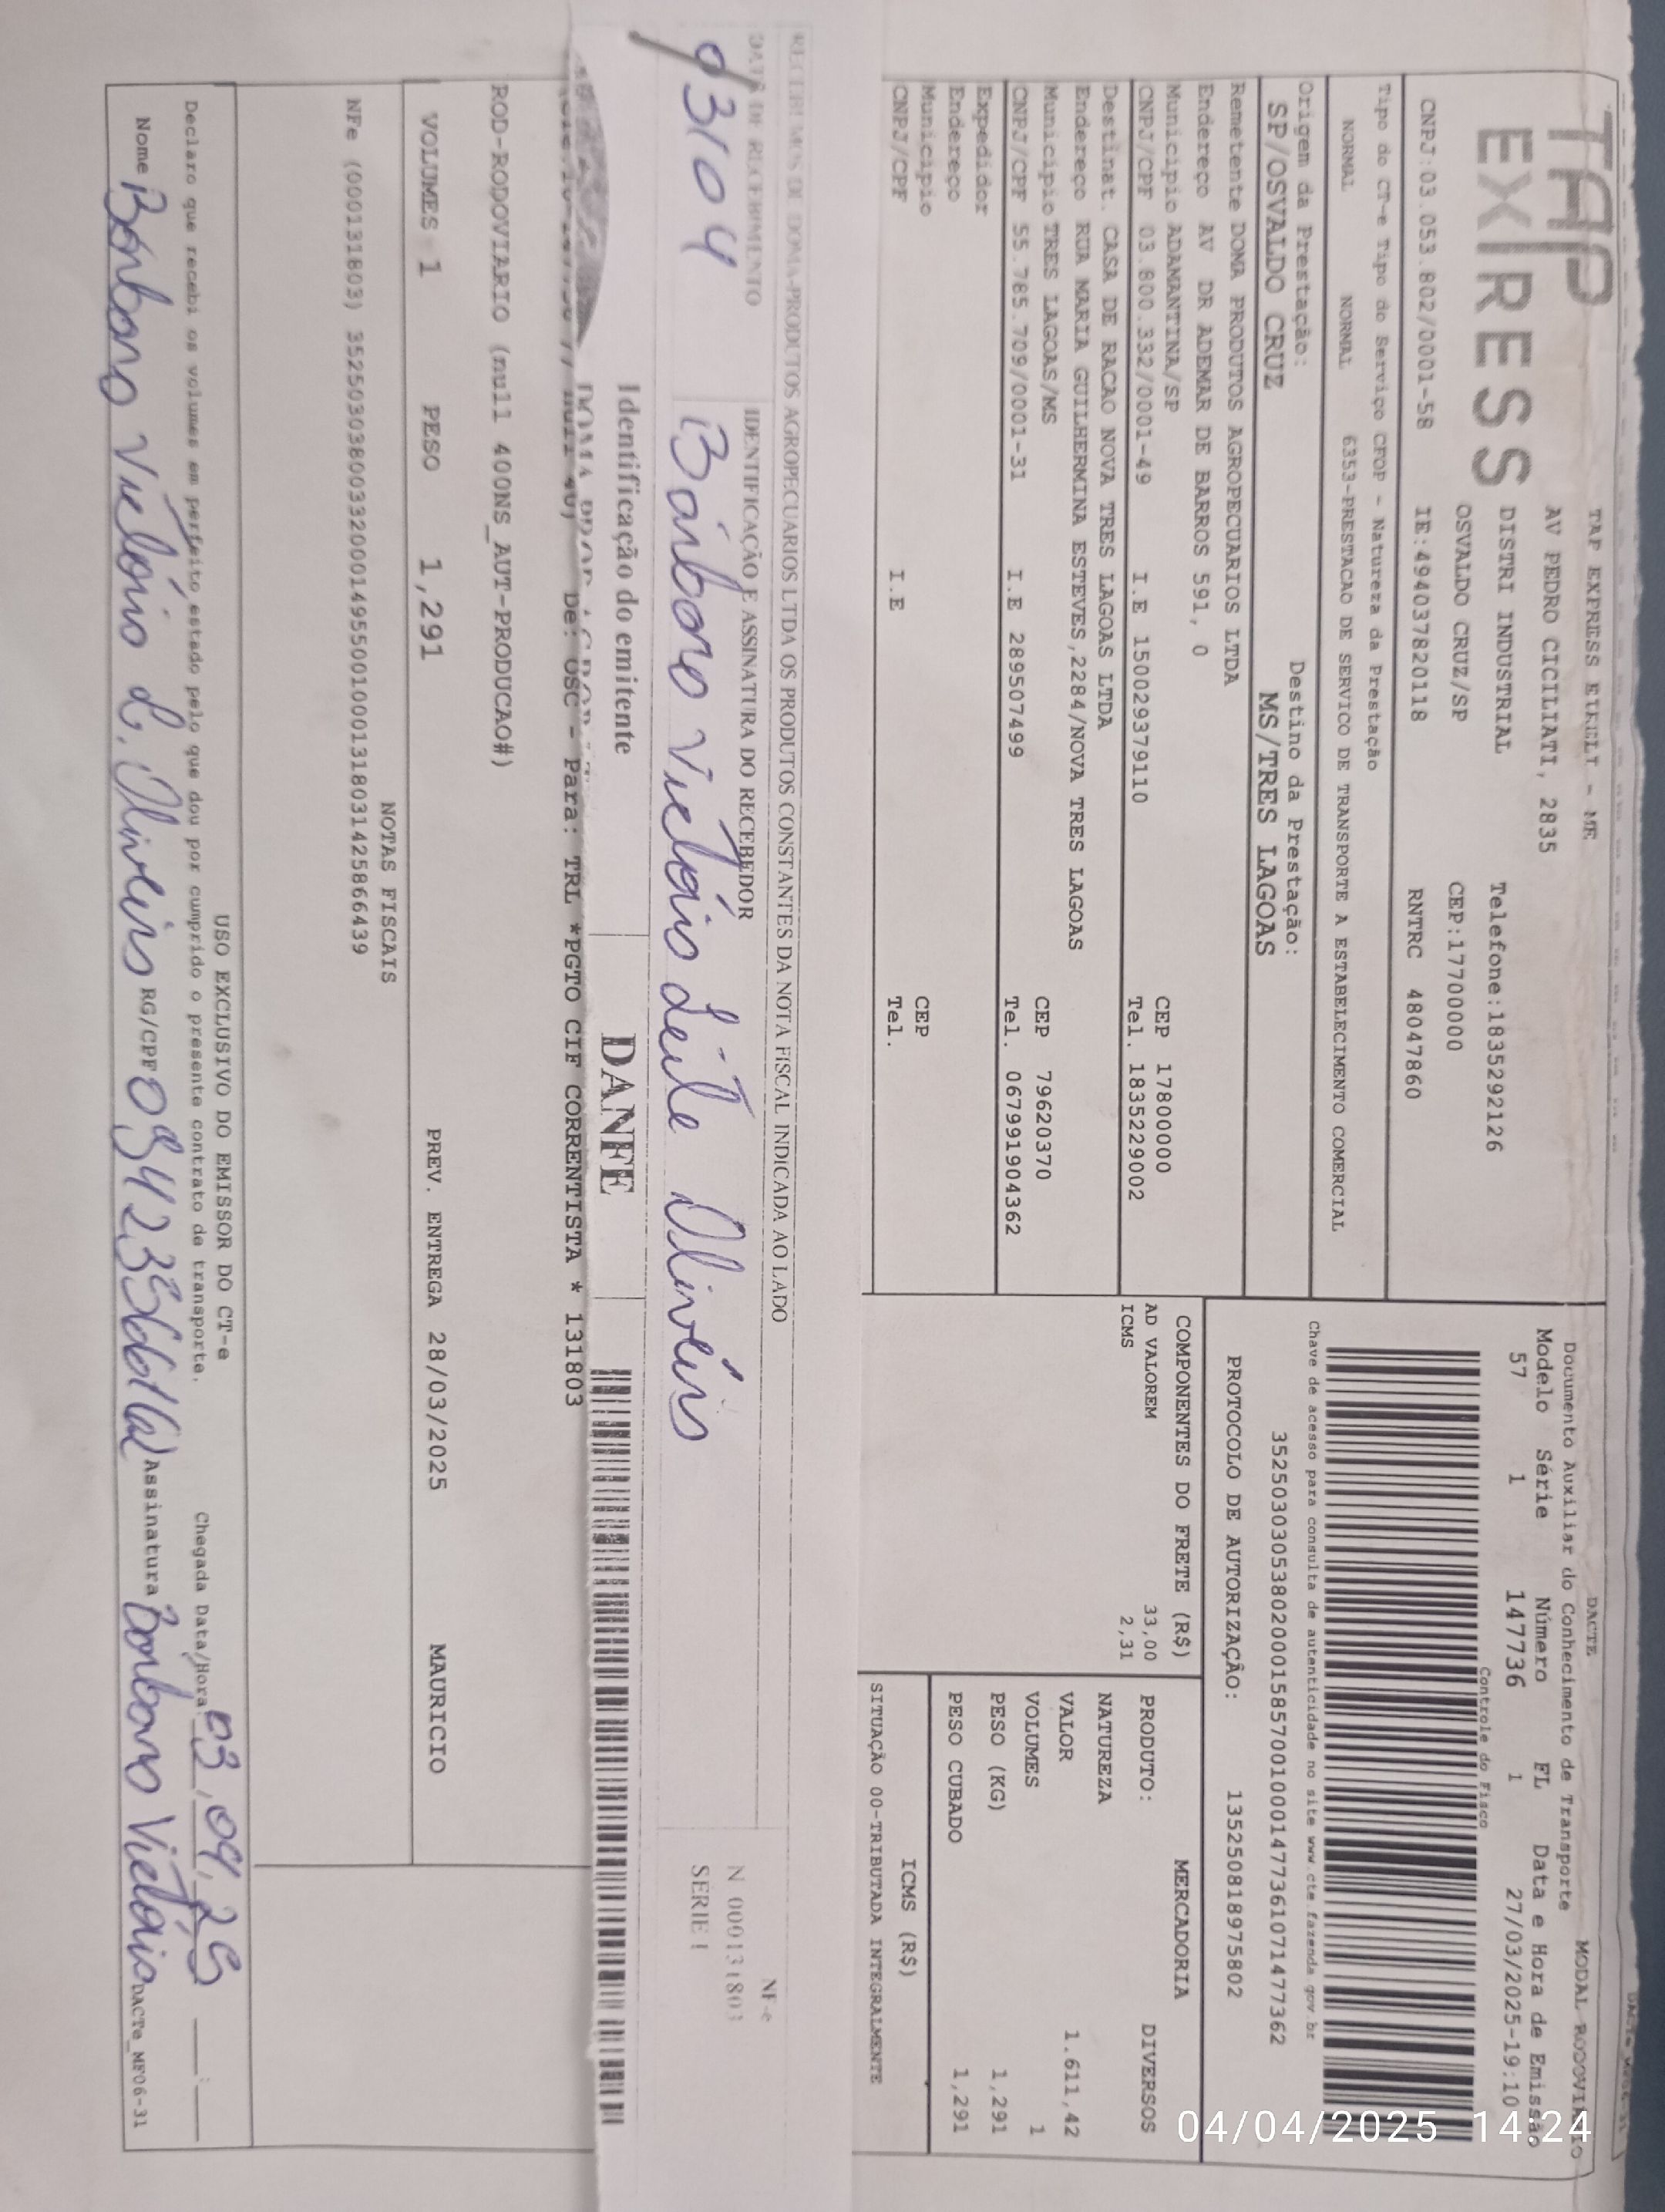 TAP
EXPRESS
TAP EXPRESS EIRELI - ME
AV PEDRO CICILIATI, 2835
DISTRI INDUSTRIAL Telefone:1835292126
OSVALDO CRUZ/SP CEP:17700000
CNPJ:03.053.802/0001-58 IE:494037820118 RNTRC 48047860
DACTE
MODAL RODOVIARIO
Documento Auxiliar do Conhecimento de Transporte
Modelo Série Número FL Data e Hora de Emissão
57 1 147736 1 27/03/2025-19:10
Controle do Fisco
Tipo do CT-e Tipo do Serviço CFOP - Natureza da Prestação
NORMAL NORMAL 6353-PRESTACAO DE SERVICO DE TRANSPORTE A ESTABELECIMENTO COMERCIAL
Chave de acesso para consulta de autenticidade no site www.cte.fazenda.gov.br
35250303053802000158570010001477361071477362
Origem da Prestação: Destino da Prestação:
SP/OSVALDO CRUZ MS/TRES LAGOAS
PROTOCOLO DE AUTORIZAÇÃO: 135250818975802
Remetente DOMA PRODUTOS AGROPECUARIOS LTDA
Endereço AV DR ADEMAR DE BARROS 591, 0
Municipio ADAMANTINA/SP CEP 17800000
CNPJ/CPF 03.800.332/0001-49 I.E 150029379110 Tel. 1835229002
Destinat. CASA DE RACAO NOVA TRES LAGOAS LTDA
Endereço RUA MARIA GUILHERMINA ESTEVES,2284/NOVA TRES LAGOAS
Municipio TRES LAGOAS/MS CEP 79620370
CNPJ/CPF 55.785.709/0001-31 I.E 289507499 Tel. 067991904362
Expedidor
Endereço
Municipio CEP
CNPJ/CPF I.E Tel.
COMPONENTES DO FRETE (R$)
AD VALOREM 33,00
ICMS 2,31
MERCADORIA
PRODUTO: DIVERSOS
NATUREZA
VALOR 1.611,42
VOLUMES 1
PESO (KG) 1,291
PESO CUBADO 1,291
ICMS (R$)
SITUAÇÃO 00-TRIBUTADA INTEGRALMENTE
RECEBEMOS DE DOMA-PRODUTOS AGROPECUARIOS LTDA OS PRODUTOS CONSTANTES DA NOTA FISCAL INDICADA AO LADO
DATA DE RECEBIMENTO IDENTIFICAÇÃO E ASSINATURA DO RECEBEDOR
03/04 Bárbara Vitória Leite Oliveira
NF-e
N 000131803
SERIE 1
Identificação do emitente DANFE
De: OSC - Para: TRL *PGTO CIF CORRENTISTA * 131803
ROD-RODOVIARIO (null 400NS_AUT-PRODUCAO#)
VOLUMES 1 PESO 1,291 PREV. ENTREGA 28/03/2025 MAURICIO
NOTAS FISCAIS
NFe (000131803) 35250303800332000149550010001318031425866439
USO EXCLUSIVO DO EMISSOR DO CT-e
Declaro que recebi os volumes em perfeito estado pelo que dou por cumprido o presente contrato de transporte. Chegada Data/Hora: 03,04,25
Nome Bárbara Vitória L. Oliveira RG/CPF Assinatura Bárbara Vitória DACTe_MF06-31
04/04/2025 14:24